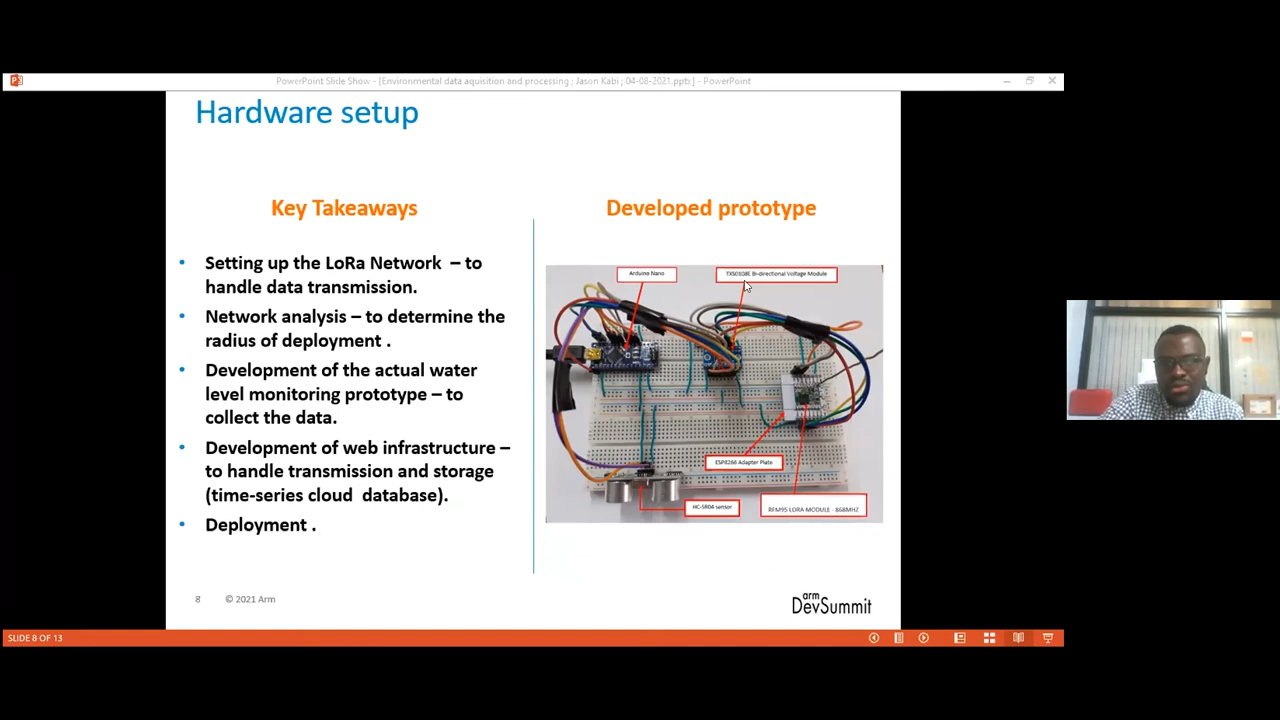 PowerPoint Slide Show - [Environmental data aquisition and processing ; Jason Kabi ; 04-08-2021.pptx] - PowerPoint
Hardware setup
Key Takeaways
• Setting up the LoRa Network – to
handle data transmission.
• Network analysis – to determine the
radius of deployment .
• Development of the actual water
level monitoring prototype – to
collect the data.
• Development of web infrastructure –
to handle transmission and storage
(time-series cloud database).
• Deployment .
Developed prototype
Arduino Nano
TXS0108E Bi-directional Voltage Module
ESP8266 Adapter Plate
HC-SR04 sensor
RFM95 LORA MODULE - 868MHZ
8 © 2021 Arm
arm
DevSummit
SLIDE 8 OF 13